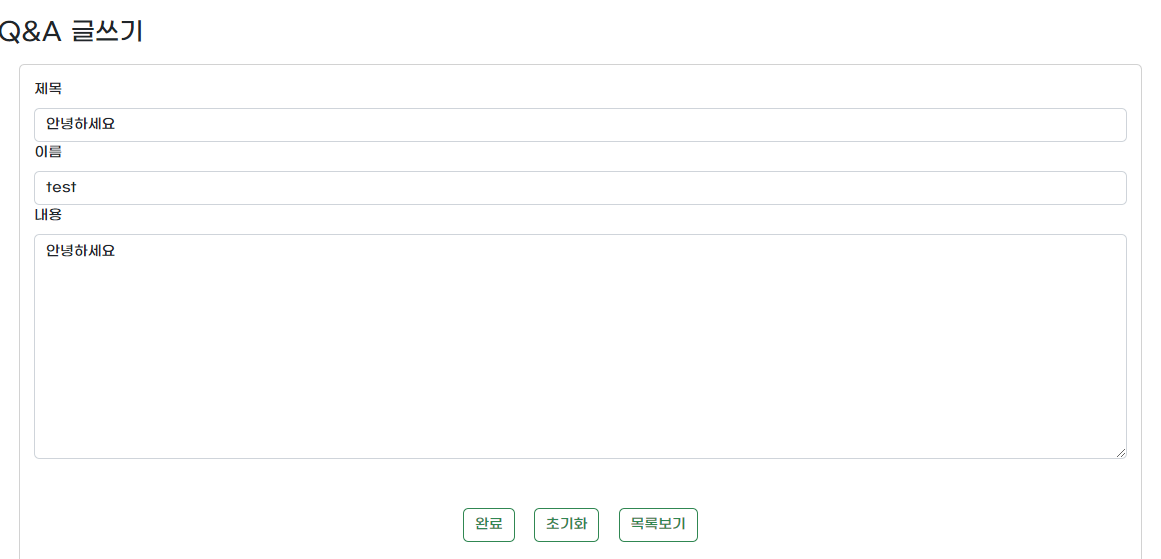 Q&A 글쓰기
제목
안녕하세요
이름
test
내용
안녕하세요
완료 초기화 목록보기